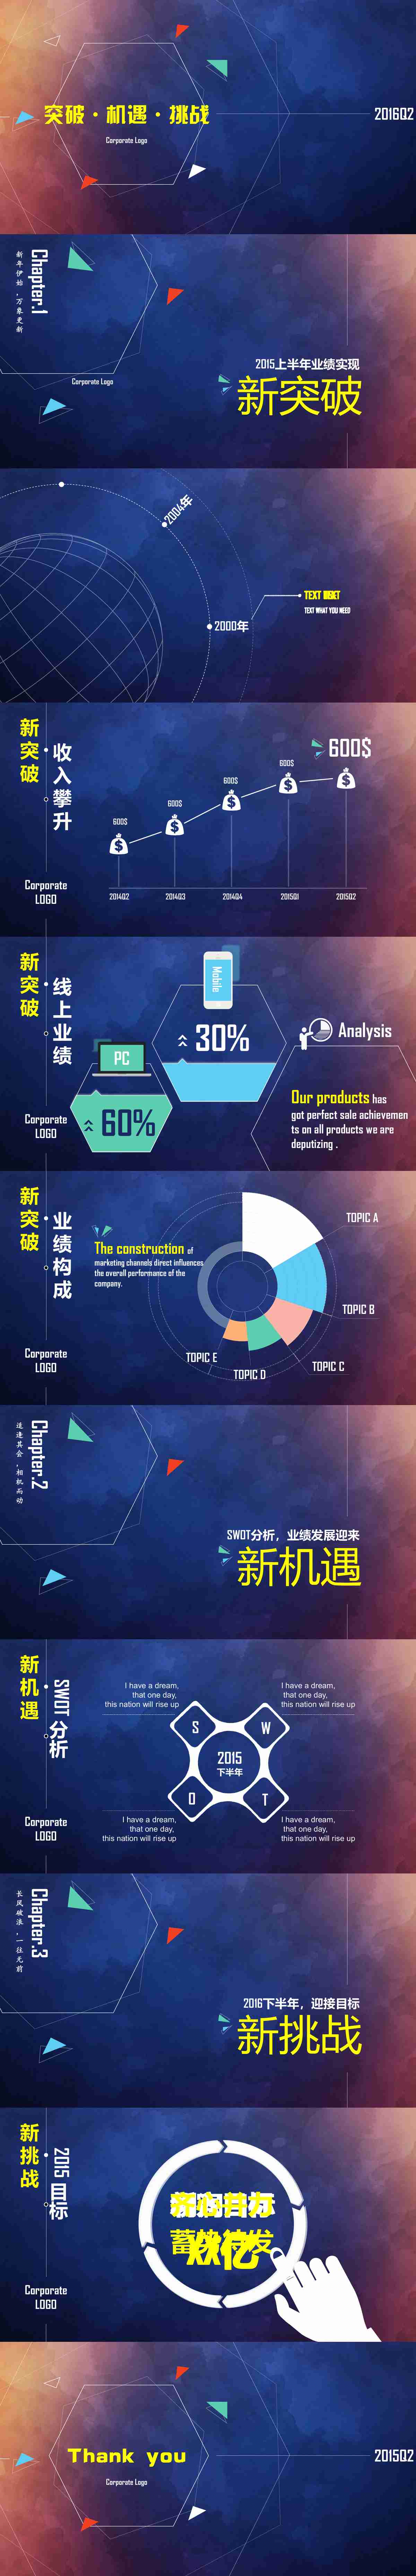 突破·机遇·挑战
Corporate Logo
2016Q2
Chapter.1
新年伊始,万象更新
Corporate Logo
2015上半年业绩实现
新突破
2004年
2000年
TEXT WHAT YOU NEED
新突破
收入攀升
Corporate
LOGO
600$
600$
600$
600$
600$
2014Q2
2014Q3
2014Q4
2015Q1
2015Q2
新突破
线上业绩
Corporate
LOGO
Mobile
30%
PC
60%
Analysis
Our products has
got perfect sale achievemen
ts on all products we are
deputizing .
新突破
业绩构成
Corporate
LOGO
The construction of
marketing channels direct influences
the overall performance of the
company.
TOPIC A
TOPIC B
TOPIC C
TOPIC D
TOPIC E
Chapter.2
适逢其会,相机而动
SWOT分析，业绩发展迎来
新机遇
新机遇
SWOT分析
Corporate
LOGO
I have a dream,
that one day,
this nation will rise up
I have a dream,
that one day,
this nation will rise up
S
W
2015
下半年
O
T
I have a dream,
that one day,
this nation will rise up
I have a dream,
that one day,
this nation will rise up
Chapter.3
长风破浪,一往无前
2016下半年，迎接目标
新挑战
新挑战
2015目标
Corporate
LOGO
Thank you
Corporate Logo
2015Q2